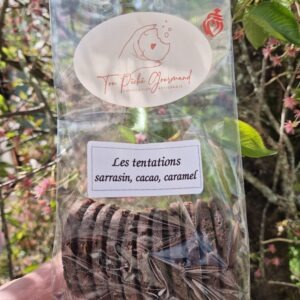 Ton Péché Gourmand
Les tentations
sarrasin, cacao, caramel